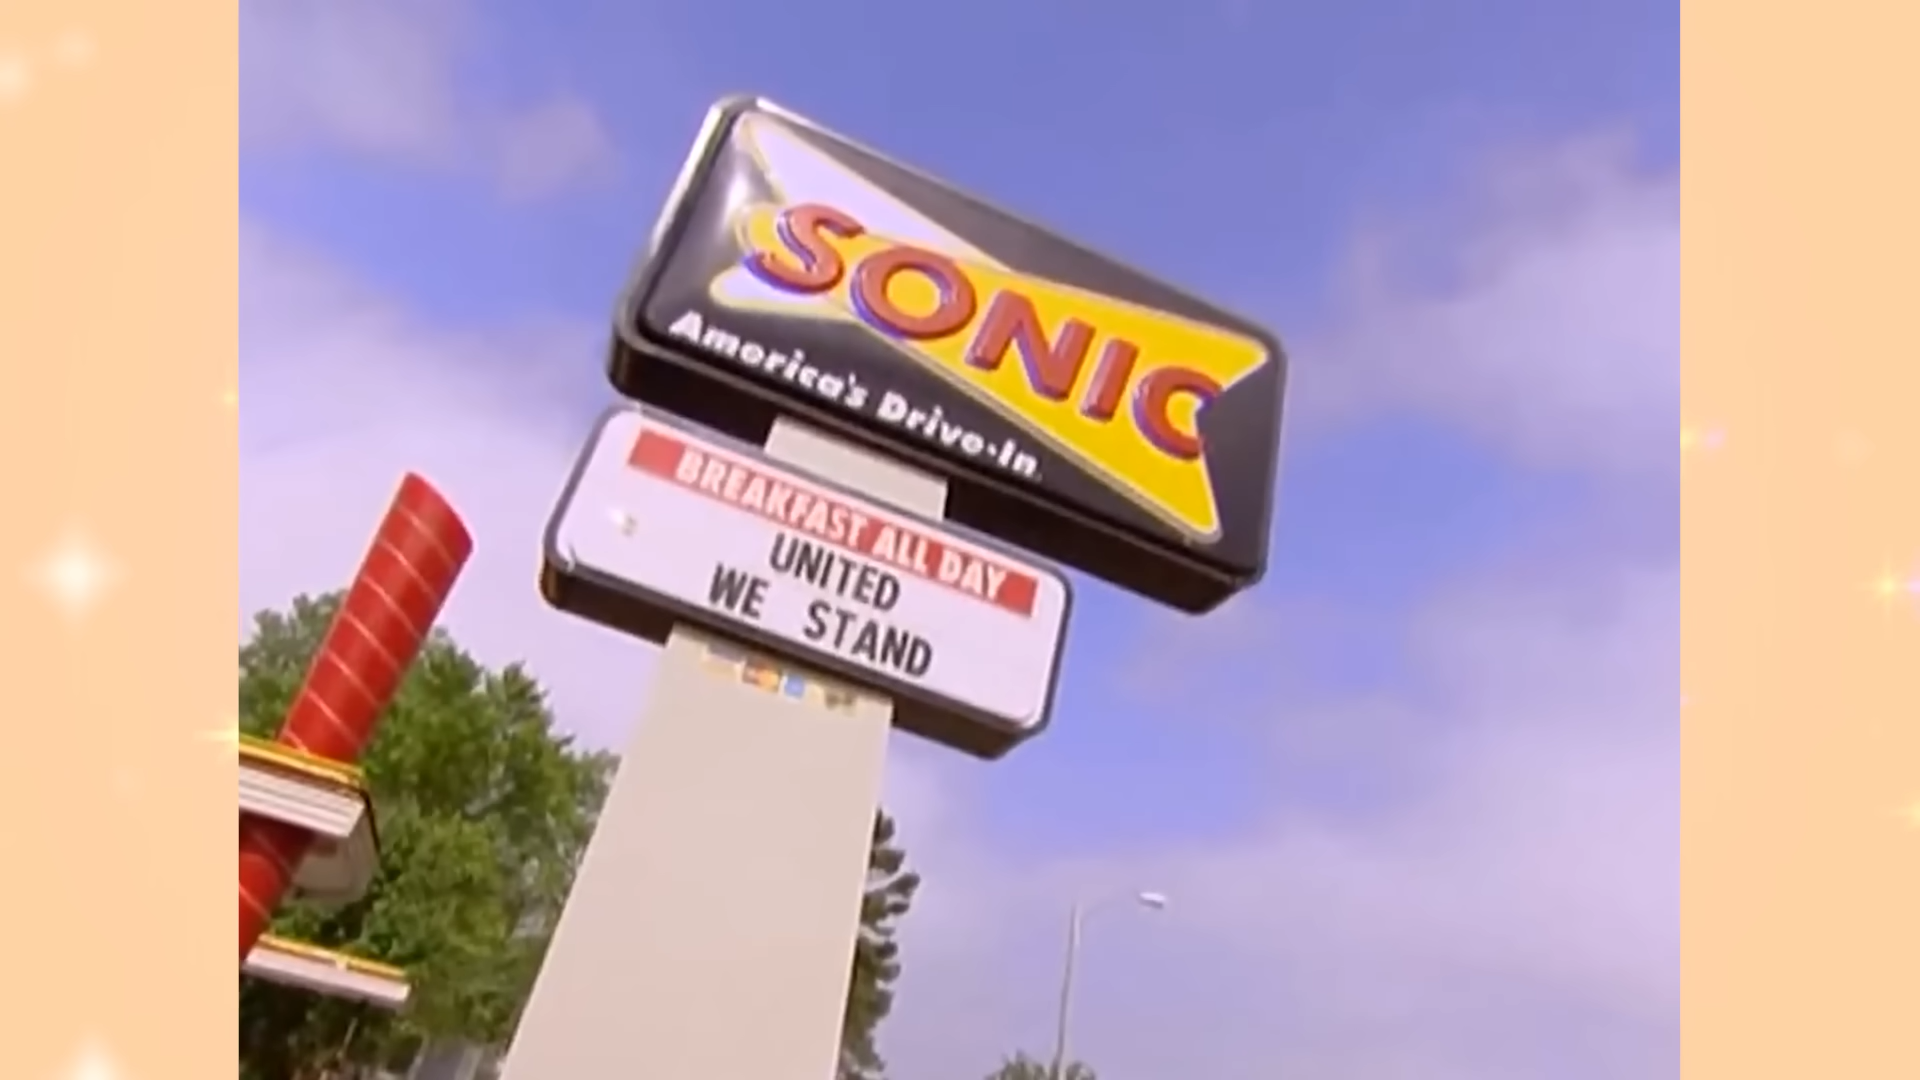 SONIC
America's Drive-In.
BREAKFAST ALL DAY
UNITED
WE STAND